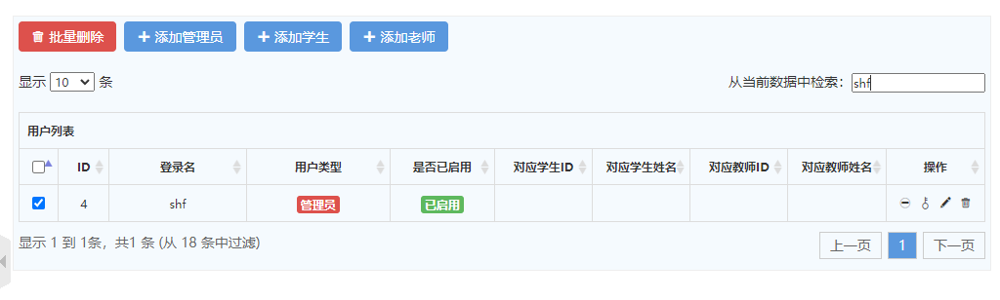 批量删除 添加管理员 添加学生 添加老师
显示 10 条 从当前数据中检索：shf
用户列表
ID 登录名 用户类型 是否已启用 对应学生ID 对应学生姓名 对应教师ID 对应教师姓名 操作
4 shf 管理员 已启用
显示 1 到 1条，共1 条 (从 18 条中过滤) 上一页 1 下一页